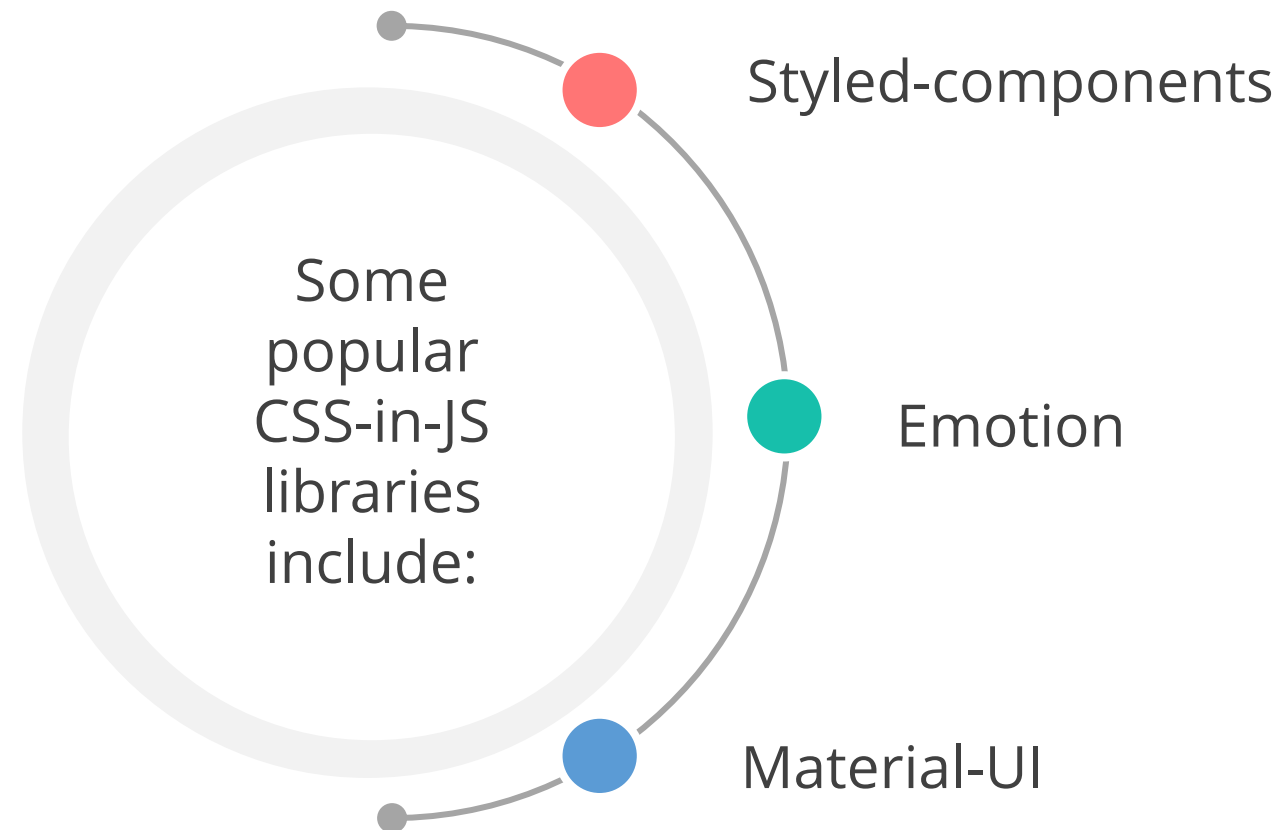 Some
popular
CSS-in-JS
libraries
include:
Styled-components
Emotion
Material-UI